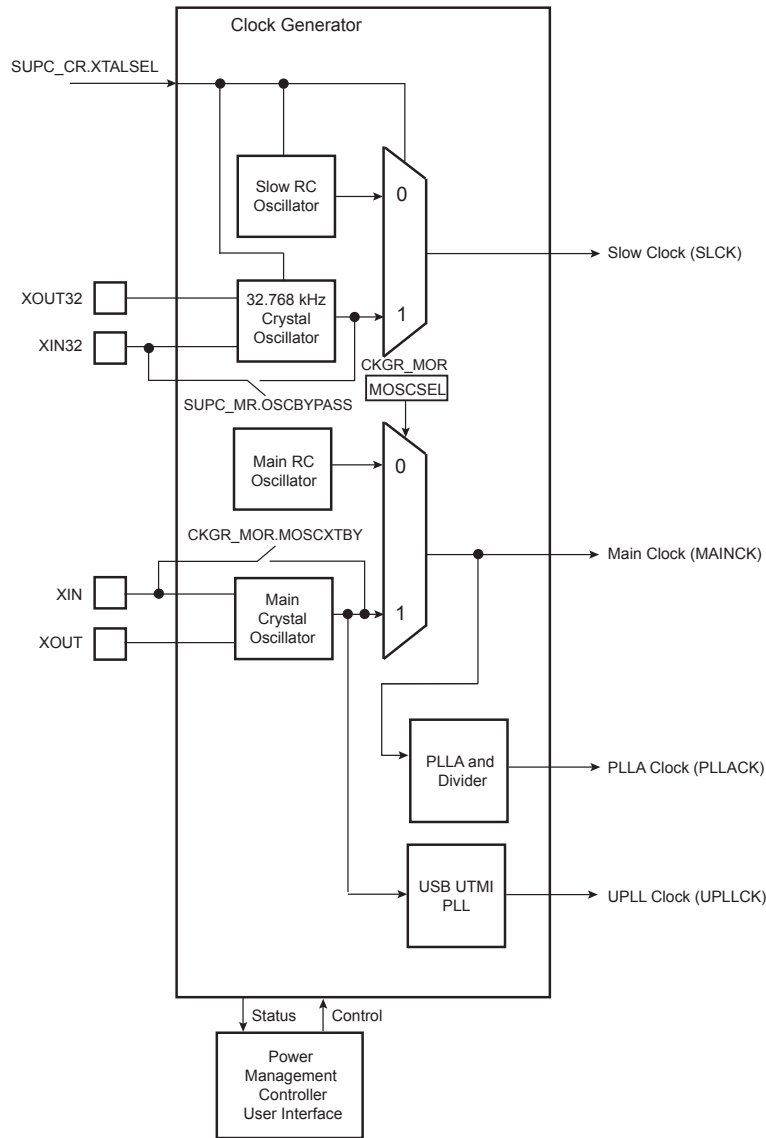 Clock Generator
SUPC_CR.XTALSEL
Slow RC
Oscillator
0
Slow Clock (SLCK)
XOUT32
32.768 kHz
Crystal
Oscillator
1
XIN32
CKGR_MOR
MOSCSEL
SUPC_MR.OSCBYPASS
Main RC
Oscillator
0
CKGR_MOR.MOSCXTBY
Main Clock (MAINCK)
XIN
Main
Crystal
Oscillator
1
XOUT
PLLA and
Divider
PLLA Clock (PLLACK)
USB UTMI
PLL
UPLL Clock (UPLLCK)
Status
Control
Power
Management
Controller
User Interface